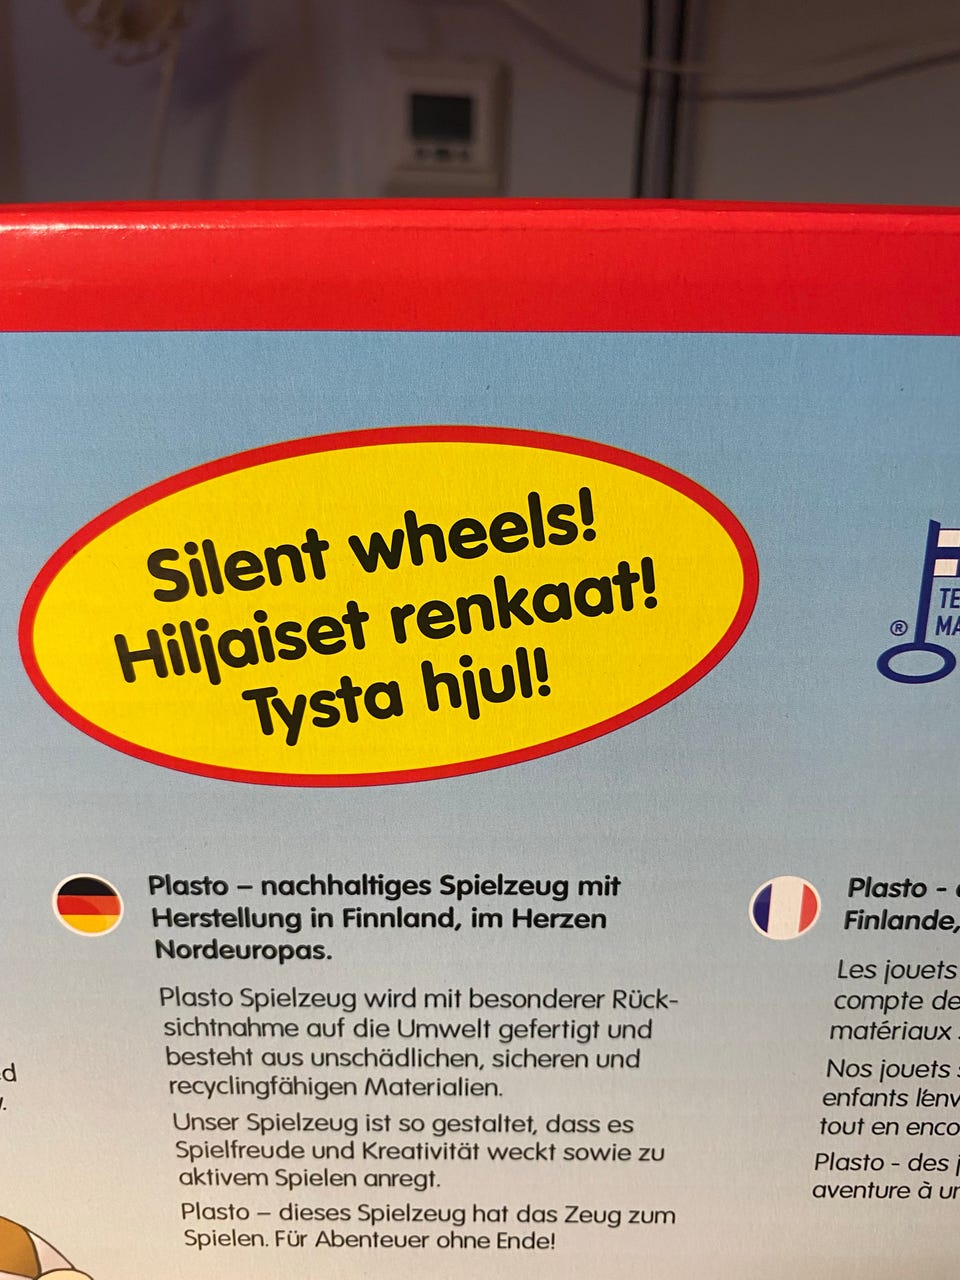 Silent wheels!
Hiljaiset renkaat!
Tysta hjul!
®
Plasto – nachhaltiges Spielzeug mit
Herstellung in Finnland, im Herzen
Nordeuropas.
Plasto Spielzeug wird mit besonderer Rück-
sichtnahme auf die Umwelt gefertigt und
besteht aus unschädlichen, sicheren und
recyclingfähigen Materialien.
Unser Spielzeug ist so gestaltet, dass es
Spielfreude und Kreativität weckt sowie zu
aktivem Spielen anregt.
Plasto – dieses Spielzeug hat das Zeug zum
Spielen. Für Abenteuer ohne Ende!
Plasto -
Finlande,
Les jouets
compte de
matériaux
Nos jouets
enfants l'env
tout en enco
Plasto - des j
aventure à un